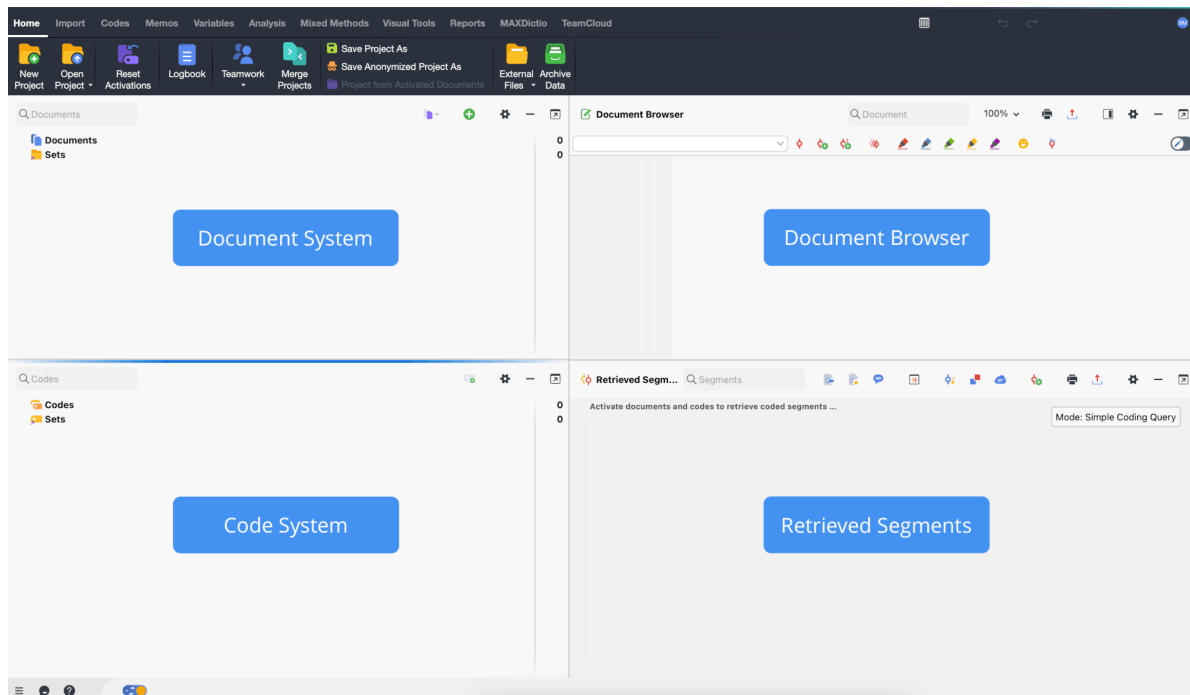 Home Import Codes Memos Variables Analysis Mixed Methods Visual Tools Reports MAXDictio TeamCloud XM
New Project
Open Project
Reset Activations
Logbook
Teamwork
Merge Projects
Save Project As
Save Anonymized Project As
Project from Activated Documents
External Files
Archive Data
Documents
Documents 0
Sets 0
Document System
Document Browser
Document
100%
Document Browser
Codes
Codes 0
Sets 0
Code System
Retrieved Segm...
Segments
Activate documents and codes to retrieve coded segments ...
Mode: Simple Coding Query
Retrieved Segments